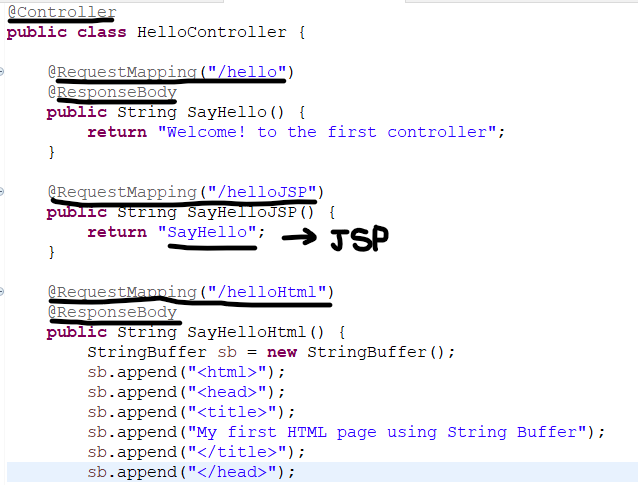 @Controller
public class HelloController {
@RequestMapping("/hello")
@ResponseBody
public String SayHello() {
return "Welcome! to the first controller";
}
@RequestMapping("/helloJSP")
public String SayHelloJSP() {
return "SayHello"; → JSP
}
@RequestMapping("/helloHtml")
@ResponseBody
public String SayHelloHtml() {
StringBuffer sb = new StringBuffer();
sb.append("<html>");
sb.append("<head>");
sb.append("<title>");
sb.append("My first HTML page using String Buffer");
sb.append("</title>");
sb.append("</head>");